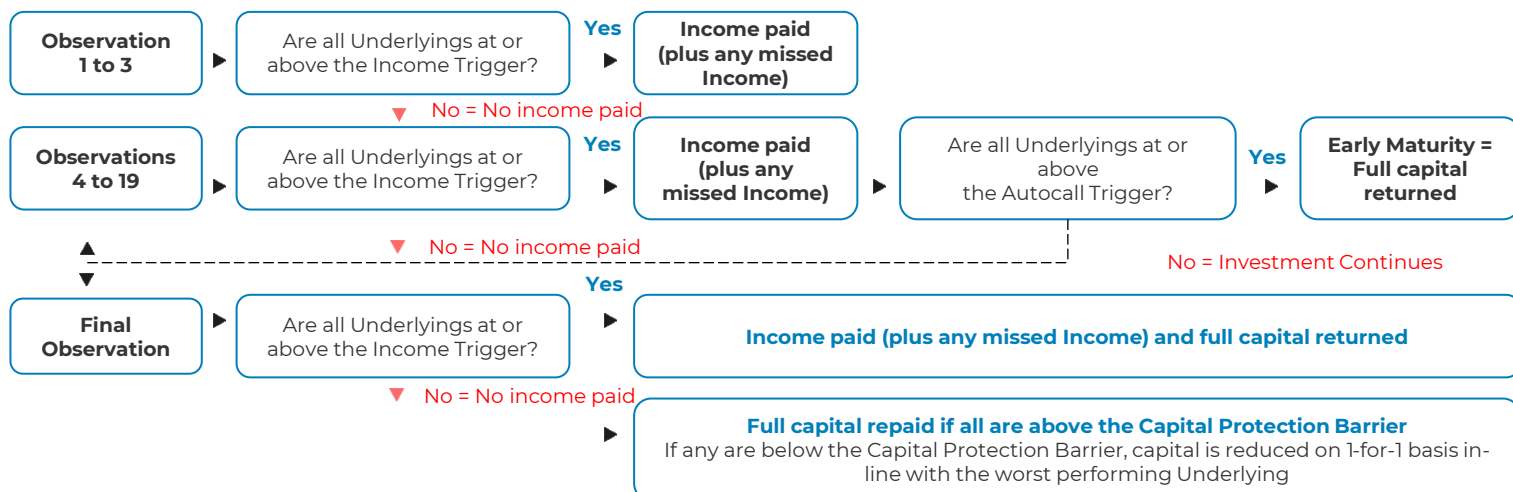 Observation
1 to 3
Are all Underlyings at or
above the Income Trigger?
Yes
Income paid
(plus any missed
Income)
No = No income paid
Observations
4 to 19
Are all Underlyings at or
above the Income Trigger?
Yes
Income paid
(plus any
missed Income)
Are all Underlyings at or
above
the Autocall Trigger?
Yes
Early Maturity =
Full capital
returned
No = No income paid
No = Investment Continues
Final
Observation
Are all Underlyings at or
above the Income Trigger?
Yes
Income paid (plus any missed Income) and full capital returned
No = No income paid
Full capital repaid if all are above the Capital Protection Barrier
If any are below the Capital Protection Barrier, capital is reduced on 1-for-1 basis in-
line with the worst performing Underlying